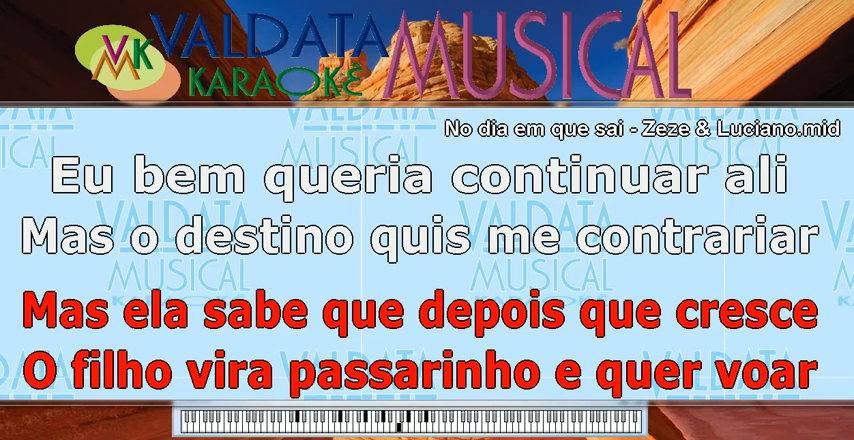 VMK VALDATA MUSICAL
KARAOKÊ
No dia em que sai - Zeze & Luciano.mid
Eu bem queria continuar ali
Mas o destino quis me contrariar
Mas ela sabe que depois que cresce
O filho vira passarinho e quer voar